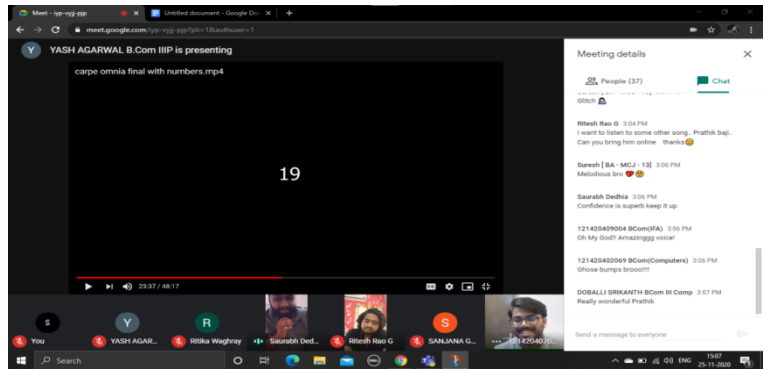 Meet - iyp-vyjj-pjp
Untitled document - Google Do
meet.google.com/iyp-vyjj-pjp?pli=1&authuser=1
Y YASH AGARWAL B.Com IIIP is presenting
carpe omnia final with numbers.mp4
19
23:37 / 48:17
S
You
Y
YASH AGAR...
R
Ritika Waghray
Saurabh Ded...
Ritesh Rao G
S
SANJANA G...
Meeting details
People (37)
Chat
Glitch
Ritesh Rao G 3:04 PM
I want to listen to some other song.. Prathik baji..
Can you bring him online thanks
Suresh [ BA - MCJ - 13] 3:06 PM
Melodious bro
Saurabh Dedhia 3:06 PM
Confidence is superb keep it up
121420409004 BCom(IFA) 3:06 PM
Oh My God!! Amazinggg voice!
121420402069 BCom(Computers) 3:06 PM
Ghose bumps brooo!!!!
DOBALLI SRIKANTH BCom III Comp 3:07 PM
Really wonderful Prathik
Send a message to everyone
Search
ENG
15:07
25-11-2020